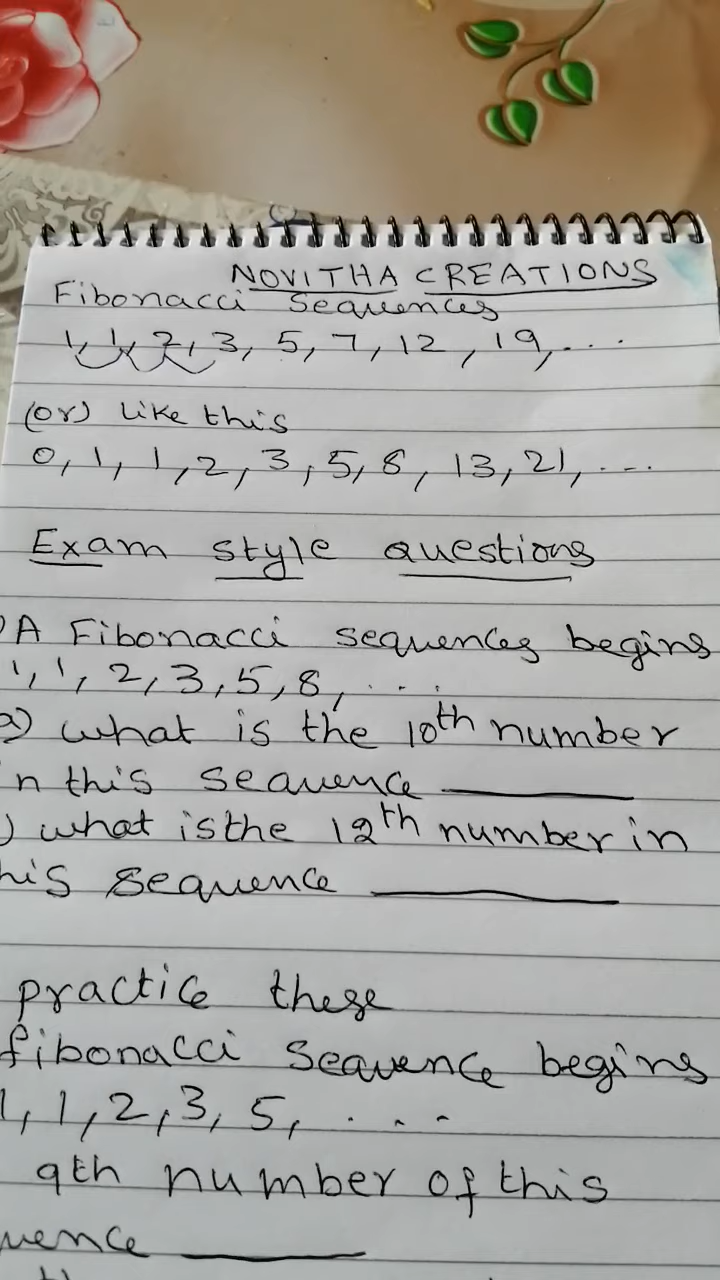 NOVITHA CREATIONS
Fibonacci Sequences
1, 1, 2, 3, 5, 7, 12, 19, ...
(or) like this
0, 1, 1, 2, 3, 5, 8, 13, 21, ...
Exam style questions
A Fibonacci sequences begins
1, 1, 2, 3, 5, 8, ...
a) what is the 10th number
n this sequence
) what is the 12th number in
his sequence
practice these
fibonacci sequence begins
1, 1, 2, 3, 5, ...
9th number of this
uence